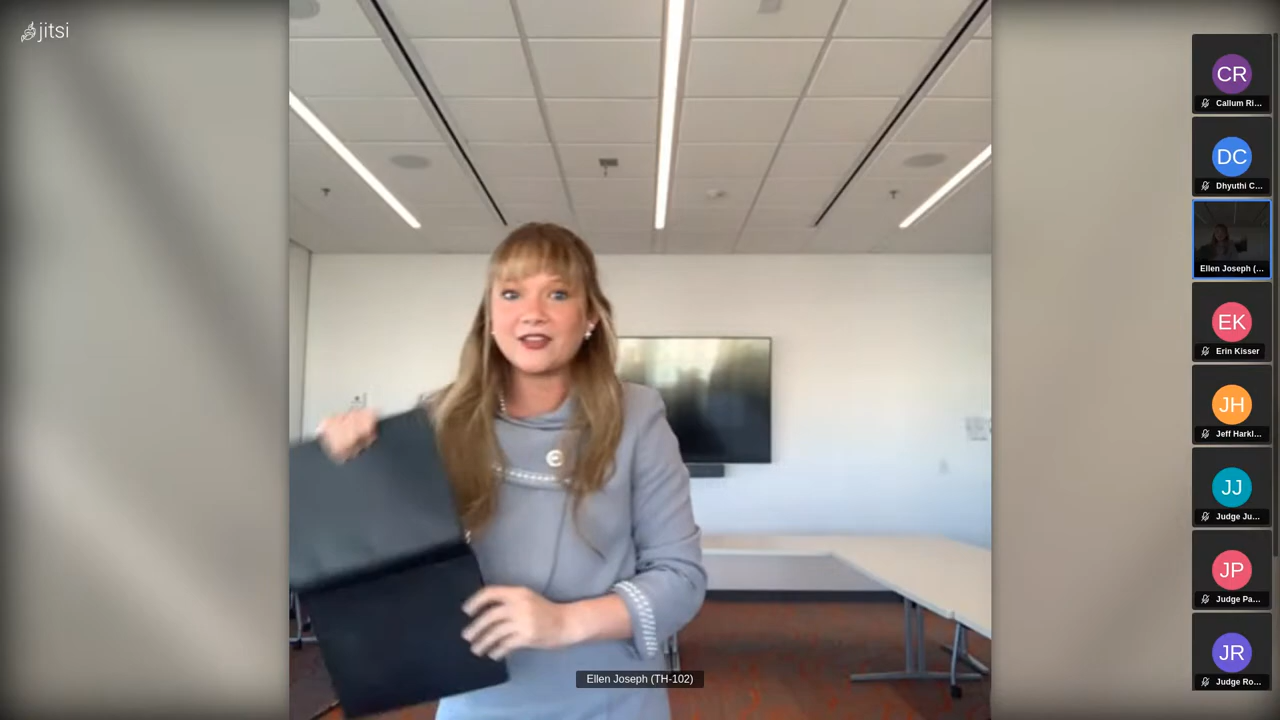 jitsi
CR
Callum Ri...
DC
Dhyuthi C...
Ellen Joseph (...
EK
Erin Kisser
JH
Jeff Harkl...
JJ
Judge Ju...
JP
Judge Pa...
JR
Judge Ro...
Ellen Joseph (TH-102)